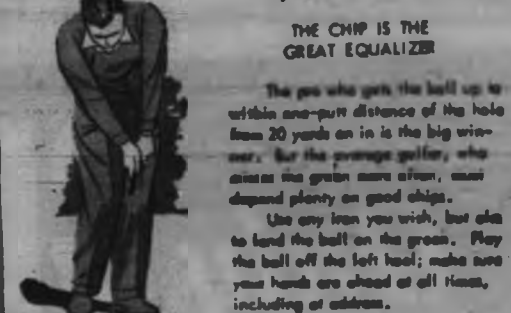 THE CHIP IS THE
GREAT EQUALIZER
The pro who gets the ball up to
within one-putt distance of the hole
from 20 yards on in is the big win-
ner. But the average golfer, who
misses the green more often, must
depend plenty on good chips.
Use any iron you wish, but aim
to land the ball on the green. Play
the ball off the left heel; make sure
your hands are ahead at all times,
including at address.